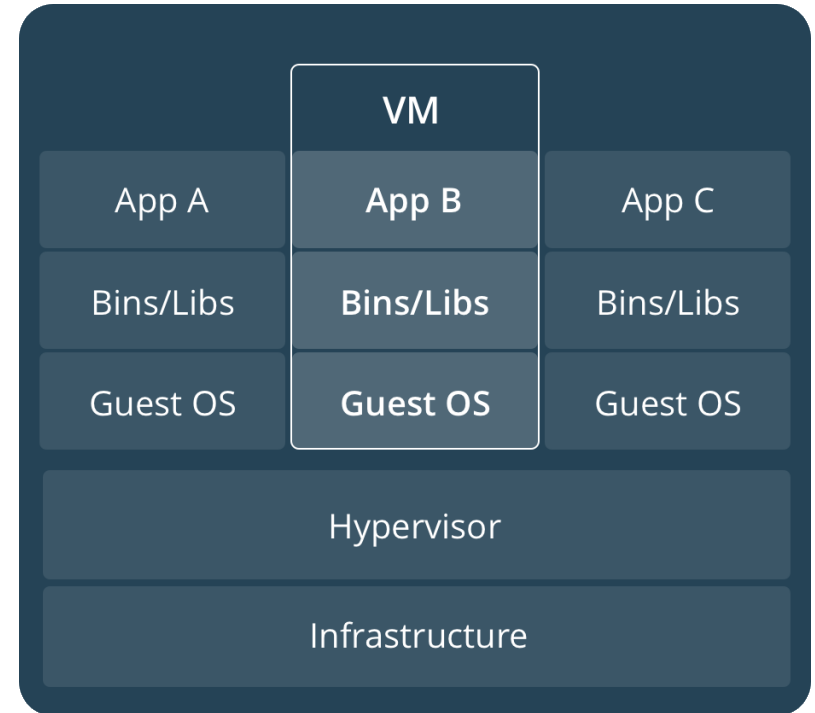 VM
App A
App B
App C
Bins/Libs
Bins/Libs
Bins/Libs
Guest OS
Guest OS
Guest OS
Hypervisor
Infrastructure